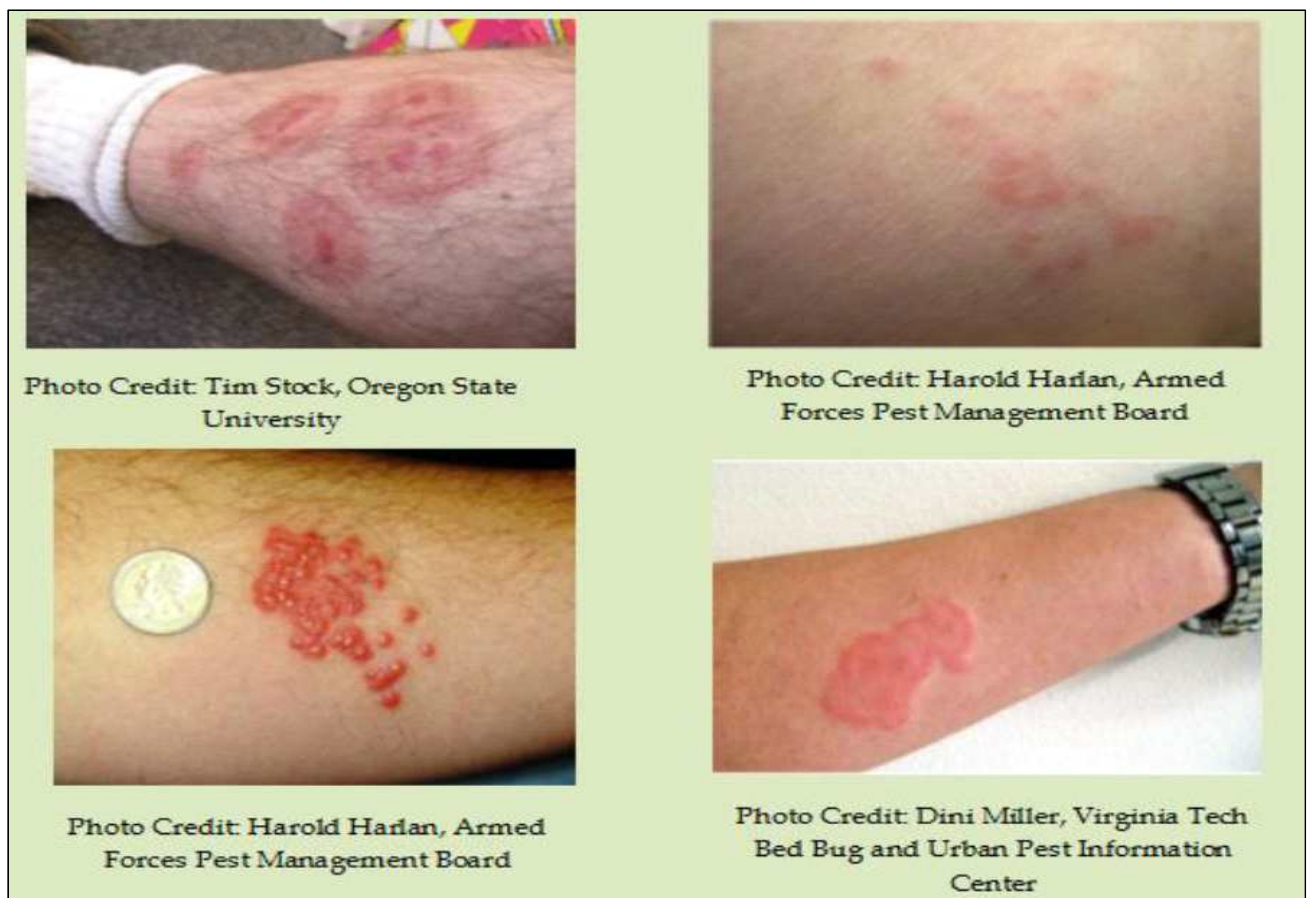 Photo Credit: Tim Stock, Oregon State
University
Photo Credit: Harold Harlan, Armed
Forces Pest Management Board
Photo Credit: Harold Harlan, Armed
Forces Pest Management Board
Photo Credit: Dini Miller, Virginia Tech
Bed Bug and Urban Pest Information
Center